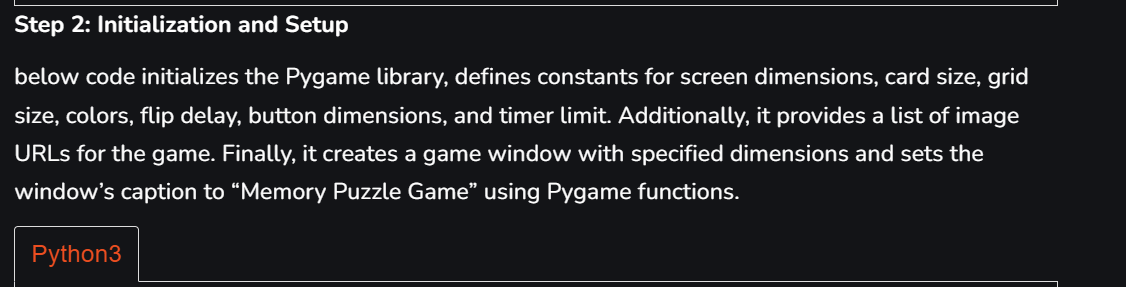 Step 2: Initialization and Setup
below code initializes the Pygame library, defines constants for screen dimensions, card size, grid
size, colors, flip delay, button dimensions, and timer limit. Additionally, it provides a list of image
URLs for the game. Finally, it creates a game window with specified dimensions and sets the
window’s caption to “Memory Puzzle Game” using Pygame functions.
Python3